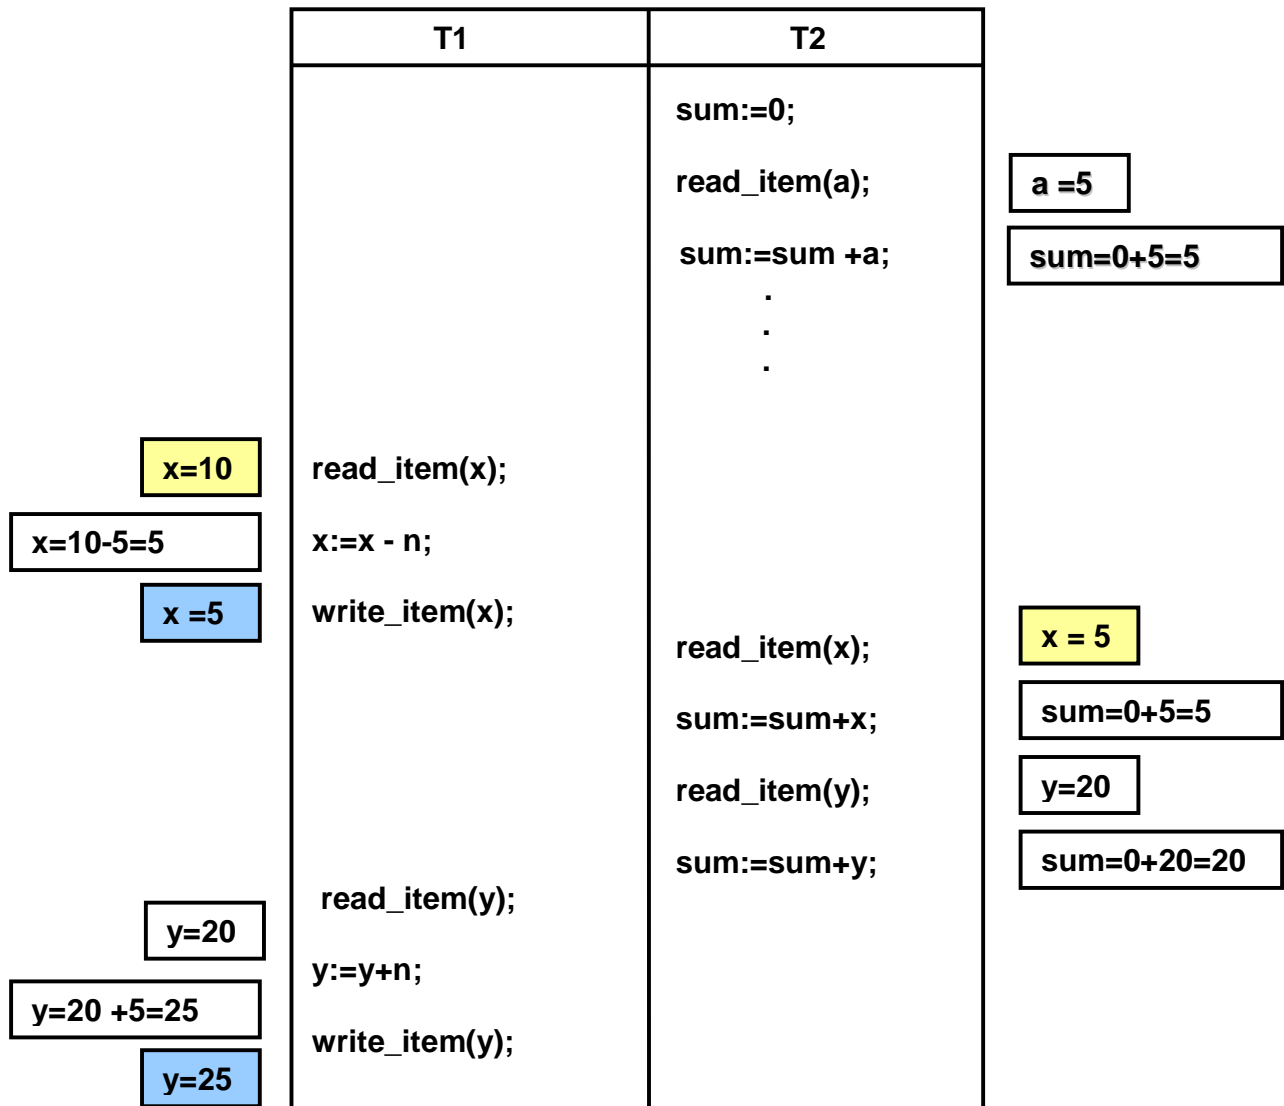 T1 T2
sum:=0;
read_item(a); a =5
sum:=sum +a; sum=0+5=5
.
.
.
x=10 read_item(x);
x=10-5=5 x:=x - n;
x =5 write_item(x);
read_item(x); x = 5
sum:=sum+x; sum=0+5=5
read_item(y); y=20
sum:=sum+y; sum=0+20=20
read_item(y);
y=20
y:=y+n;
y=20 +5=25
write_item(y);
y=25